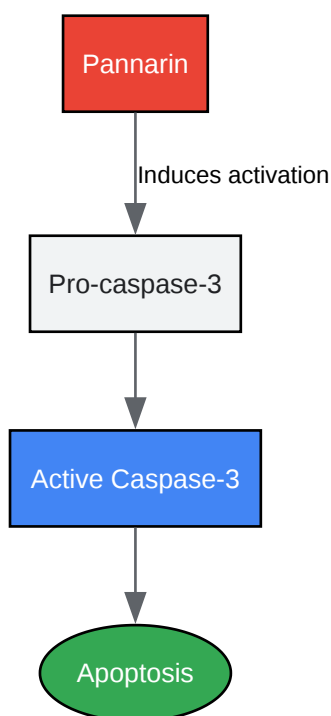 Pannarin
Induces activation
Pro-caspase-3
Active Caspase-3
Apoptosis